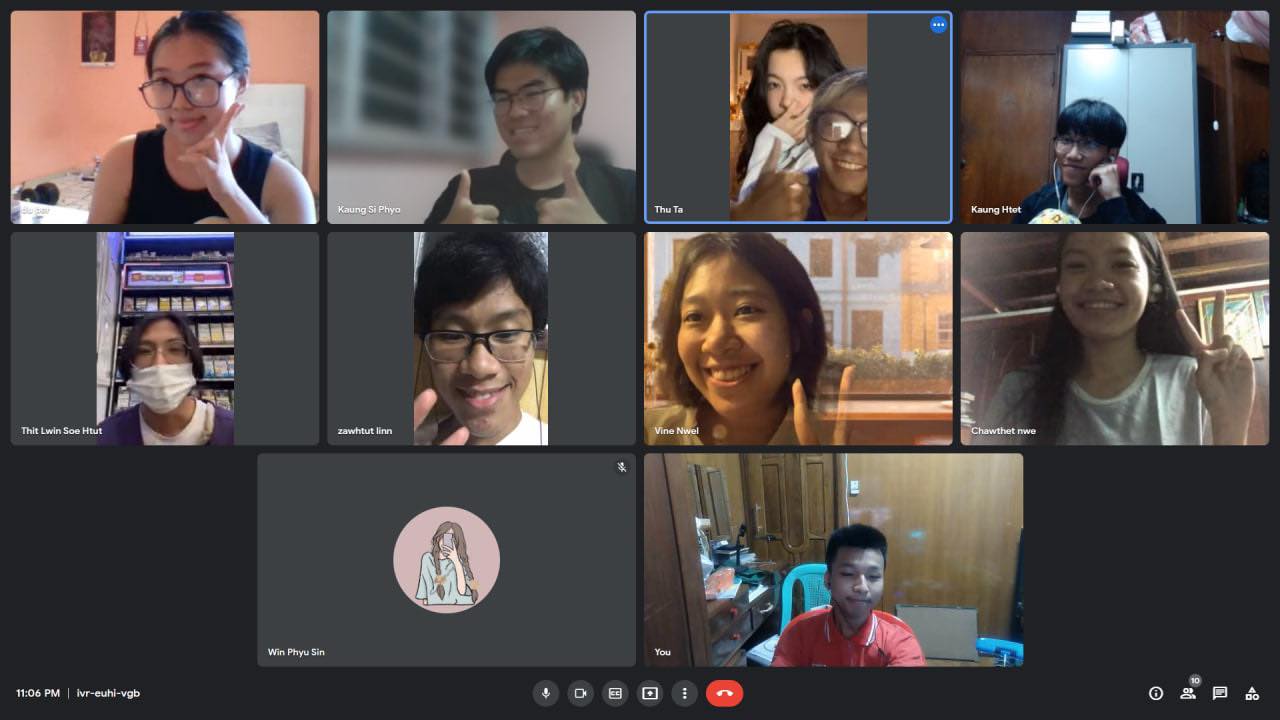 Kaung Si Phyo
Thu Ta
Kaung Htet
Thit Lwin Soe Htut
zawhtut linn
Vine Nwel
Chawthet nwe
Win Phyu Sin
You
11:06 PM | ivr-euhi-vgb
CC
10